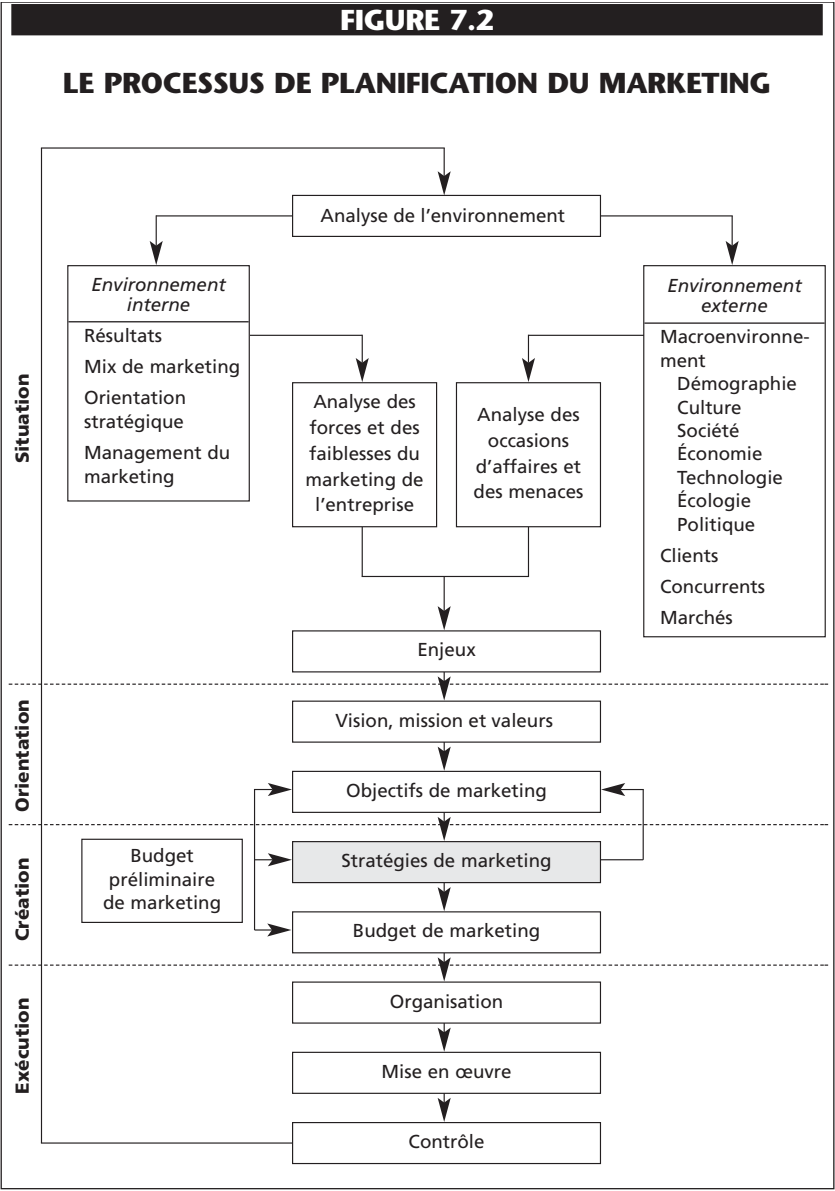 FIGURE 7.2
LE PROCESSUS DE PLANIFICATION DU MARKETING
Analyse de l'environnement
Environnement
interne
Résultats
Mix de marketing
Orientation
stratégique
Management du
marketing
Analyse des
forces et des
faiblesses du
marketing de
l'entreprise
Analyse des
occasions
d'affaires et
des menaces
Environnement
externe
Macroenvironne-
ment
Démographie
Culture
Société
Économie
Technologie
Écologie
Politique
Clients
Concurrents
Marchés
Situation
Enjeux
Orientation
Vision, mission et valeurs
Objectifs de marketing
Création
Budget
préliminaire
de marketing
Stratégies de marketing
Budget de marketing
Exécution
Organisation
Mise en œuvre
Contrôle